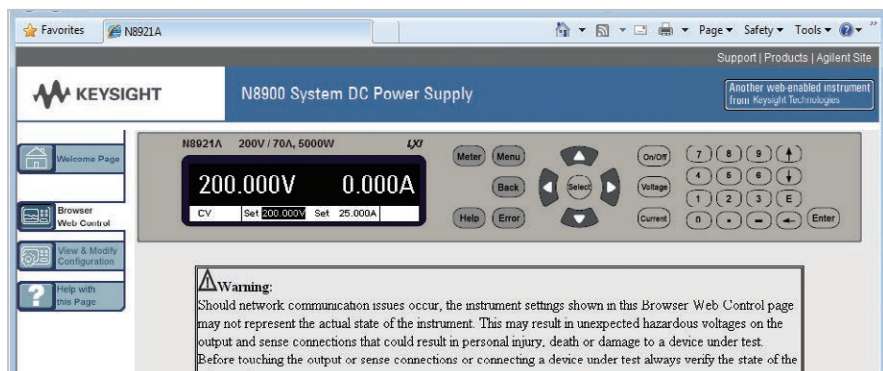 Favorites N8921A Page Safety Tools
Support | Products | Agilent Site
KEYSIGHT N8900 System DC Power Supply
Another web-enabled instrument
from Keysight Technologies
Welcome Page
Browser
Web Control
View & Modify
Configuration
Help with
this Page
N8921A 200V / 70A, 5000W LXI
200.000V 0.000A
CV Set 200.000V Set 25.000A
Meter Menu
Back
Help Error
Select
On/Off
Voltage
Current
7 8 9
4 5 6
1 2 3 E
0 . - Enter
Warning:
Should network communication issues occur, the instrument settings shown in this Browser Web Control page
may not represent the actual state of the instrument. This may result in unexpected hazardous voltages on the
output and sense connections that could result in personal injury, death or damage to a device under test.
Before touching the output or sense connections or connecting a device under test always verify the state of the